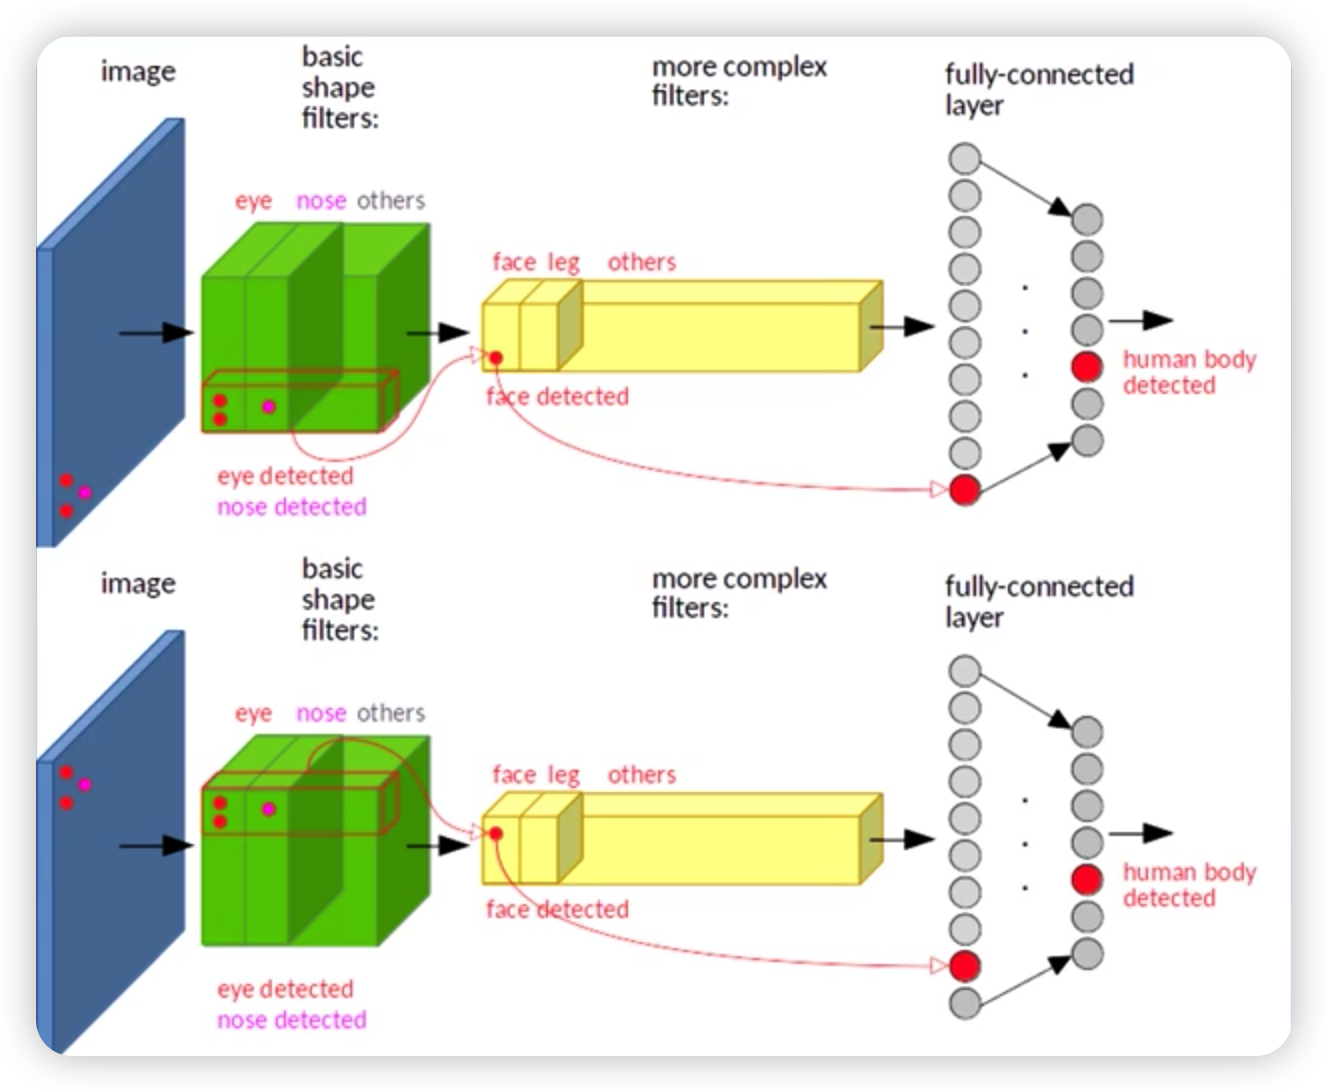 image
basic
shape
filters:
more complex
filters:
fully-connected
layer
eye nose others
face leg others
face detected
human body
detected
eye detected
nose detected
image
basic
shape
filters:
more complex
filters:
fully-connected
layer
eye nose others
face leg others
face detected
human body
detected
eye detected
nose detected